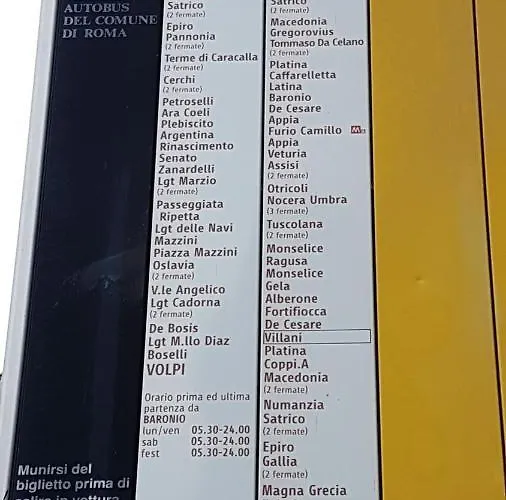 AUTOBUS
DEL COMUNE
DI ROMA
Munirsi del
biglietto prima di
salire in vettura
Satrico
(2 fermate)
Epiro
Pannonia
(2 fermate)
Terme di Caracalla
(2 fermate)
Cerchi
(2 fermate)
Petroselli
Ara Coeli
Plebiscito
Argentina
Rinascimento
Senato
Zanardelli
Lgt Marzio
(2 fermate)
Passeggiata
Ripetta
Lgt delle Navi
Mazzini
Piazza Mazzini
Oslavia
(2 fermate)
V.le Angelico
Lgt Cadorna
(2 fermate)
De Bosis
Lgt M.llo Diaz
Boselli
VOLPI
Orario prima ed ultima
partenza da
BARONIO
lun/ven 05.30-24.00
sab 05.30-24.00
fest 05.30-24.00
Satrico
(2 fermate)
Macedonia
Gregorovius
Tommaso Da Celano
(2 fermate)
Platina
Caffarelletta
Latina
Baronio
De Cesare
Appia
Furio Camillo M
Appia
Veturia
Assisi
(2 fermate)
Otricoli
Nocera Umbra
(3 fermate)
Tuscolana
(2 fermate)
Monselice
Ragusa
Monselice
Gela
Alberone
Fortifiocca
De Cesare
Villani
Platina
Coppi.A
Macedonia
(2 fermate)
Numanzia
Satrico
(2 fermate)
Epiro
Gallia
(2 fermate)
Magna Grecia